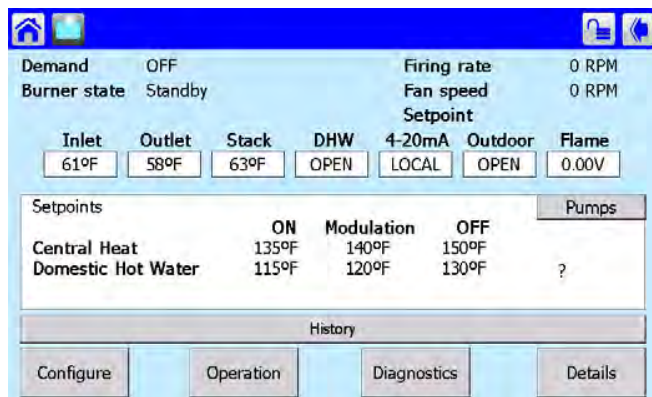 Demand OFF Firing rate 0 RPM
Burner state Standby Fan speed 0 RPM
Setpoint
Inlet Outlet Stack DHW 4-20mA Outdoor Flame
61ºF 58ºF 63ºF OPEN LOCAL OPEN 0.00V
Setpoints Pumps
ON Modulation OFF
Central Heat 135ºF 140ºF 150ºF
Domestic Hot Water 115ºF 120ºF 130ºF ?
History
Configure Operation Diagnostics Details